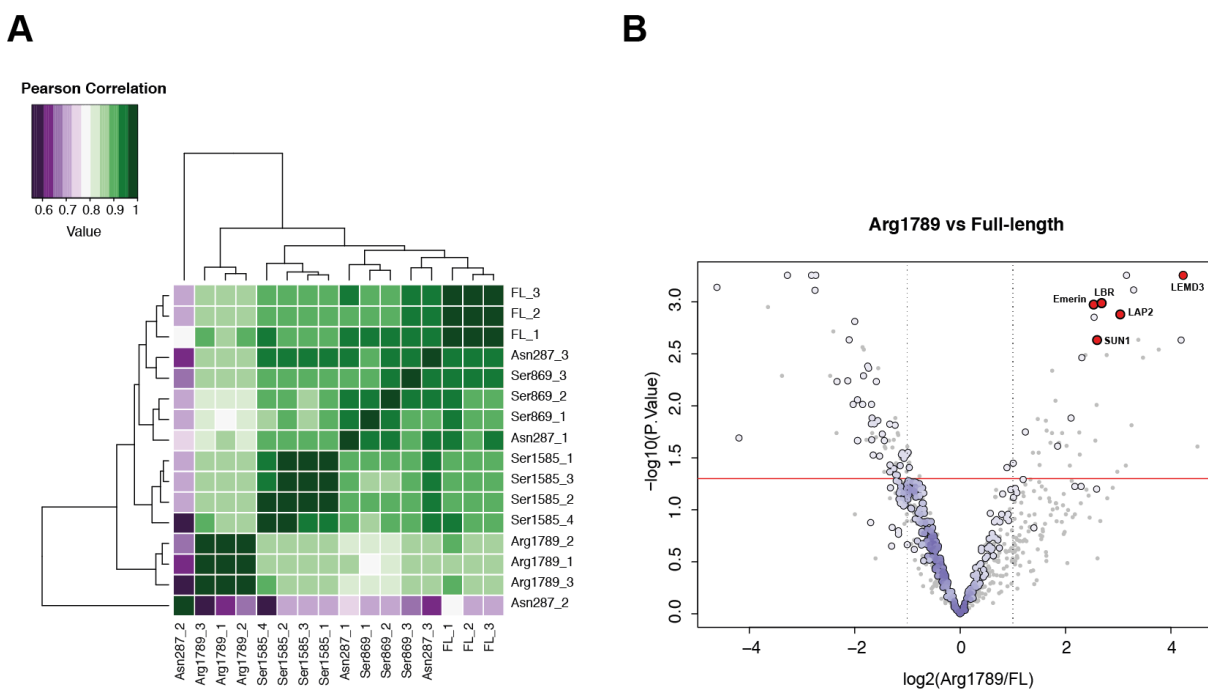 A
B
Pearson Correlation
0.6 0.7 0.8 0.9 1
Value
FL_3
FL_2
FL_1
Asn287_3
Ser869_3
Ser869_2
Ser869_1
Asn287_1
Ser1585_1
Ser1585_3
Ser1585_2
Ser1585_4
Arg1789_2
Arg1789_1
Arg1789_3
Asn287_2
Asn287_2
Arg1789_3
Arg1789_1
Arg1789_2
Ser1585_4
Ser1585_2
Ser1585_3
Ser1585_1
Asn287_1
Ser869_1
Ser869_2
Ser869_3
Asn287_3
FL_1
FL_2
FL_3
Arg1789 vs Full-length
−log10(P.Value)
3.0
2.5
2.0
1.5
1.0
0.5
0.0
LEMD3
Emerin
LBR
LAP2
SUN1
−4 −2 0 2 4
log2(Arg1789/FL)